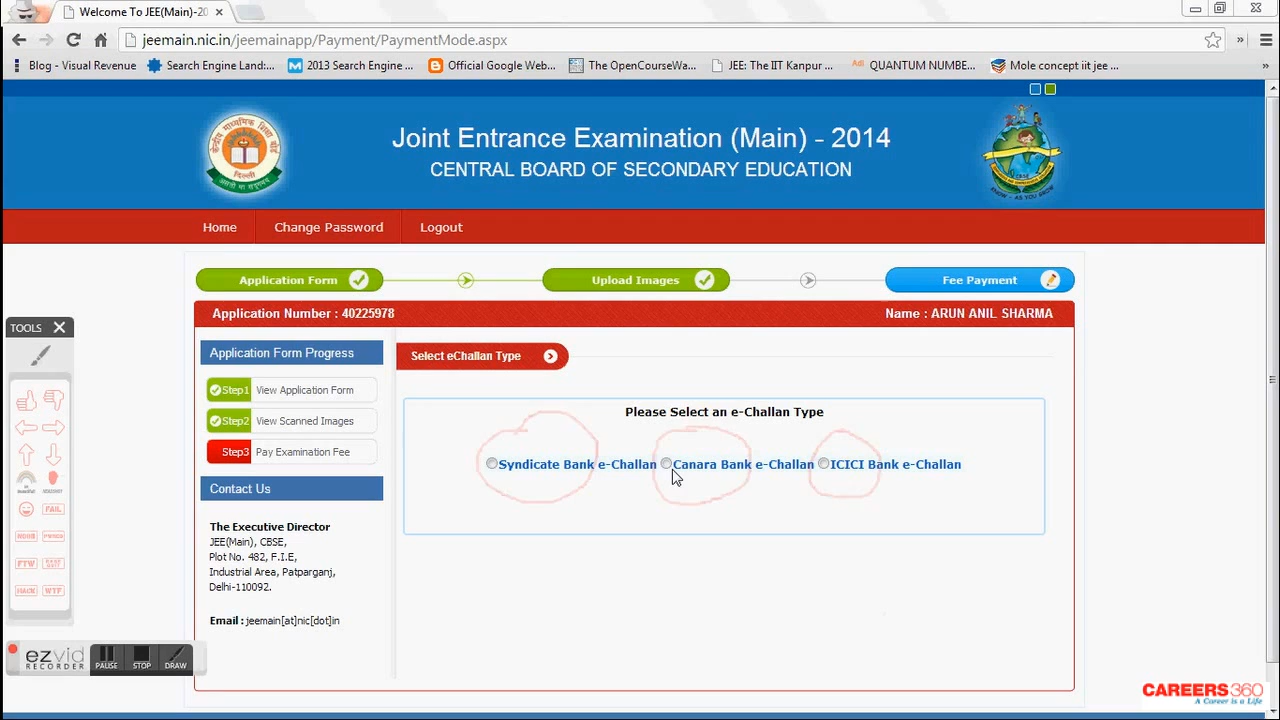 Welcome To JEE(Main)-20
jeemain.nic.in/jeemainapp/Payment/PaymentMode.aspx
Blog - Visual Revenue
Search Engine Land:...
2013 Search Engine ...
Official Google Web...
The OpenCourseWa...
JEE: The IIT Kanpur ...
QUANTUM NUMBE...
Mole concept iit jee ...
Joint Entrance Examination (Main) - 2014
CENTRAL BOARD OF SECONDARY EDUCATION
Home
Change Password
Logout
Application Form
Upload Images
Fee Payment
Application Number : 40225978
Name : ARUN ANIL SHARMA
TOOLS
Application Form Progress
Step1 View Application Form
Step2 View Scanned Images
Step3 Pay Examination Fee
Contact Us
The Executive Director
JEE(Main), CBSE,
Plot No. 482, F.I.E,
Industrial Area, Patparganj,
Delhi-110092.
Email : jeemain[at]nic[dot]in
Select eChallan Type
Please Select an e-Challan Type
Syndicate Bank e-Challan
Canara Bank e-Challan
ICICI Bank e-Challan
FAIL
FTW
WTF
ezvid
RECORDER
PAUSE
STOP
DRAW
CAREERS360
A Career is a Life